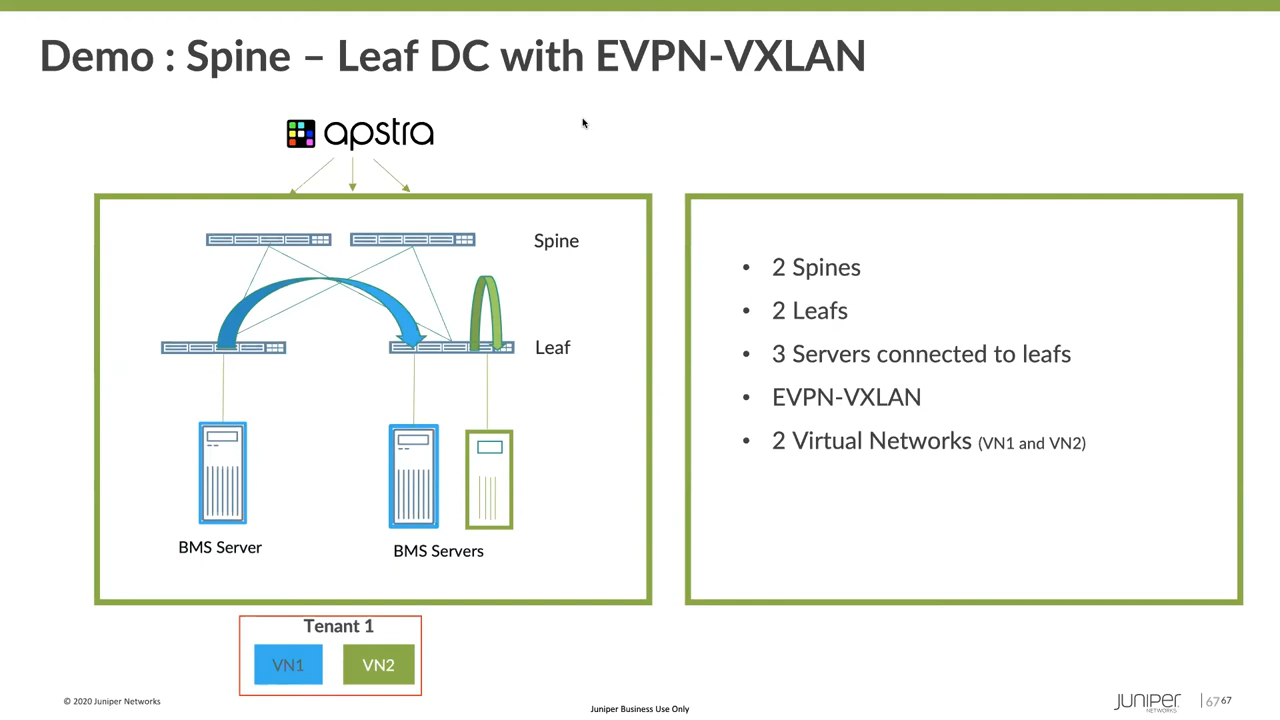 Demo : Spine – Leaf DC with EVPN-VXLAN
apstra
Spine
Leaf
BMS Server
BMS Servers
• 2 Spines
• 2 Leafs
• 3 Servers connected to leafs
• EVPN-VXLAN
• 2 Virtual Networks (VN1 and VN2)
Tenant 1
VN1
VN2
© 2020 Juniper Networks
Juniper Business Use Only
JUNIPER
NETWORKS
67 67